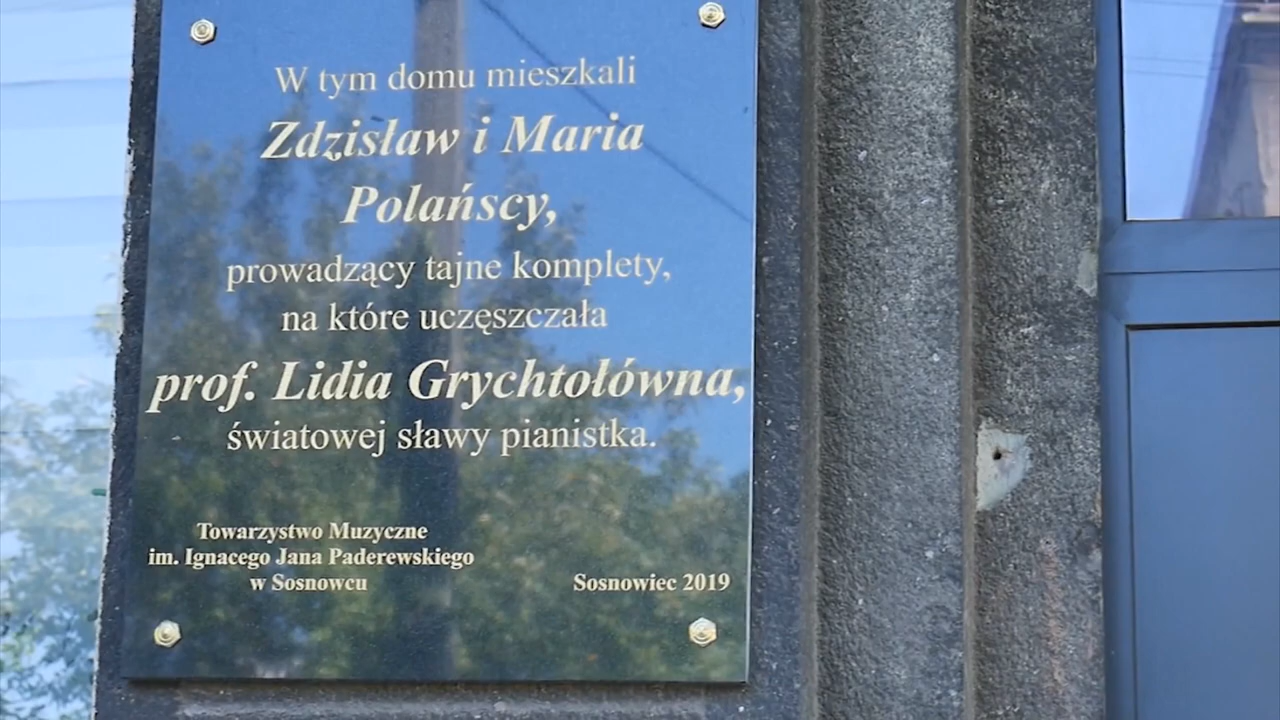 W tym domu mieszkali
Zdzisław i Maria
Polańscy,
prowadzący tajne komplety,
na które uczęszczała
prof. Lidia Grychtołówna,
światowej sławy pianistka.
Towarzystwo Muzyczne
im. Ignacego Jana Paderewskiego
w Sosnowcu
Sosnowiec 2019